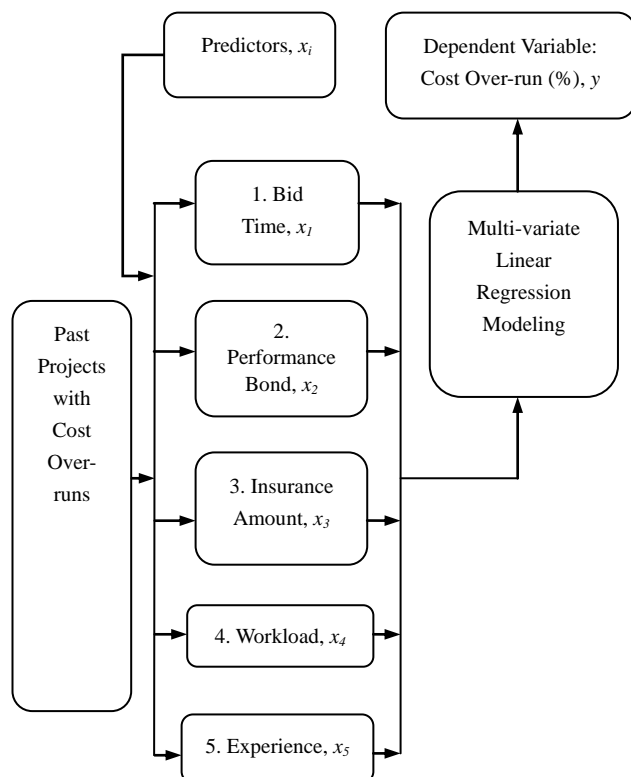 Predictors, xi
Dependent Variable:
Cost Over-run (%), y
1. Bid
Time, x1
Multi-variate
Linear
Regression
Modeling
Past
Projects
with
Cost
Over-
runs
2.
Performance
Bond, x2
3. Insurance
Amount, x3
4. Workload, x4
5. Experience, x5